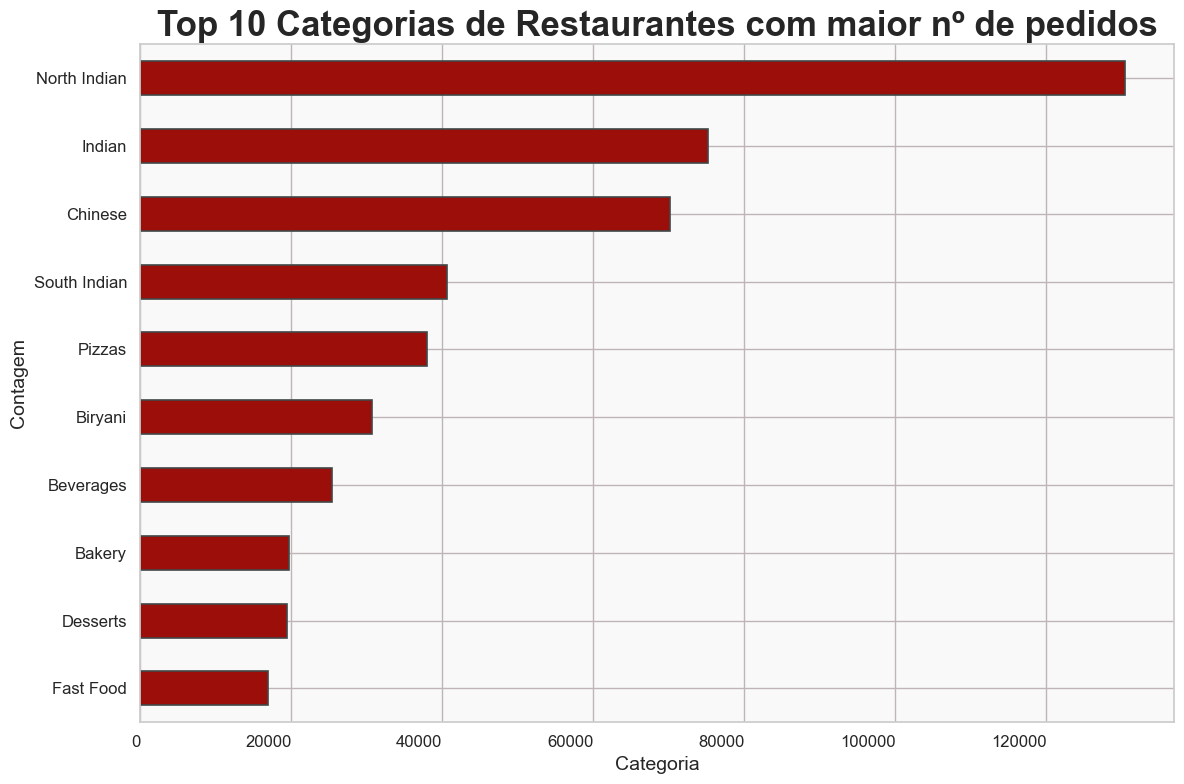 Top 10 Categorias de Restaurantes com maior nº de pedidos
North Indian
Indian
Chinese
South Indian
Pizzas
Biryani
Beverages
Bakery
Desserts
Fast Food
Contagem
0 20000 40000 60000 80000 100000 120000
Categoria